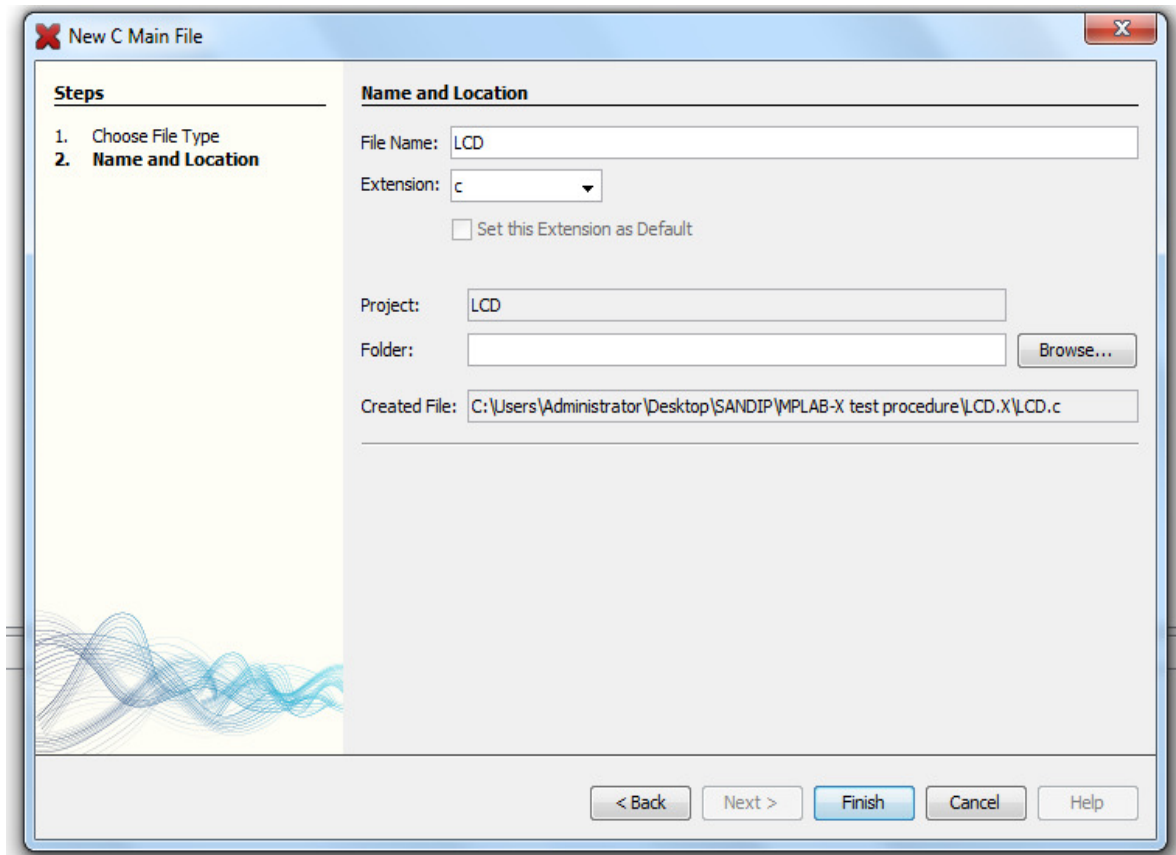 New C Main File
Steps
1. Choose File Type
2. Name and Location
Name and Location
File Name: LCD
Extension: c
Set this Extension as Default
Project: LCD
Folder: Browse...
Created File: C:\Users\Administrator\Desktop\SANDIP\MPLAB-X test procedure\LCD.X\LCD.c
< Back Next > Finish Cancel Help